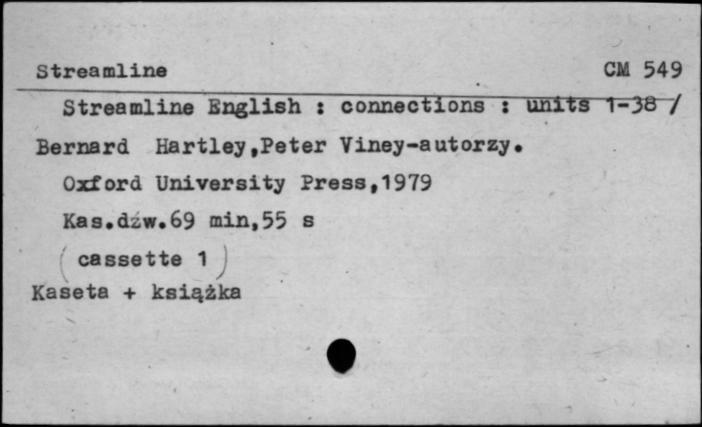 Streamline CM 549
Streamline English : connections : units 1-38 /
Bernard Hartley,Peter Viney-autorzy.
Oxford University Press,1979
Kas.dźw.69 min,55 s
( cassette 1 )
Kaseta + książka